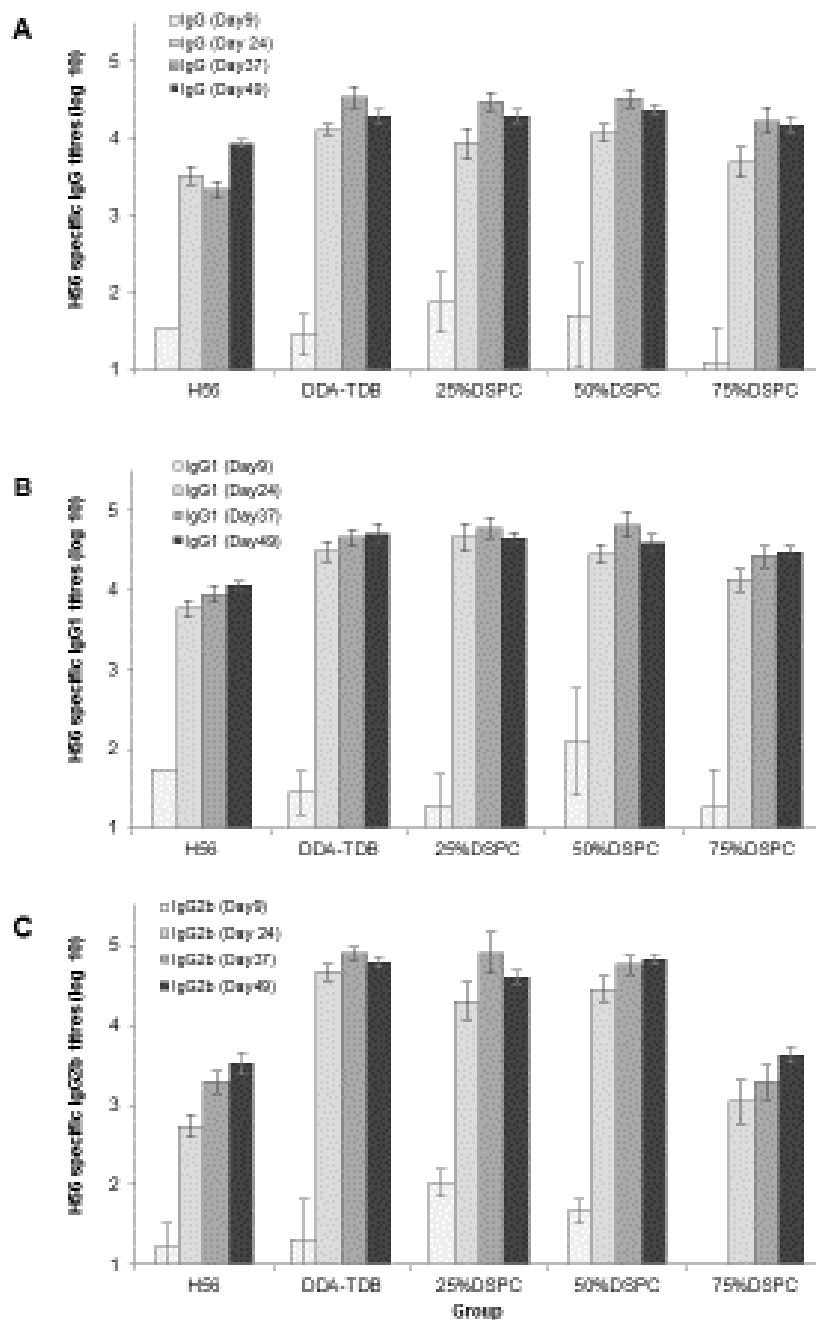 A
IgG (Day9)
IgG (Day 24)
IgG (Day37)
IgG (Day49)
H56 specific IgG titres (log 10)
5
4
3
2
1
H56
DDA-TDB
25%DSPC
50%DSPC
75%DSPC
B
IgG1 (Day9)
IgG1 (Day24)
IgG1 (Day37)
IgG1 (Day49)
H56 specific IgG1 titres (log 10)
5
4
3
2
1
H56
DDA-TDB
25%DSPC
50%DSPC
75%DSPC
C
IgG2b (Day9)
IgG2b (Day 24)
IgG2b (Day37)
IgG2b (Day49)
H56 specific IgG2b titres (log 10)
5
4
3
2
1
H56
DDA-TDB
25%DSPC
50%DSPC
75%DSPC
Group